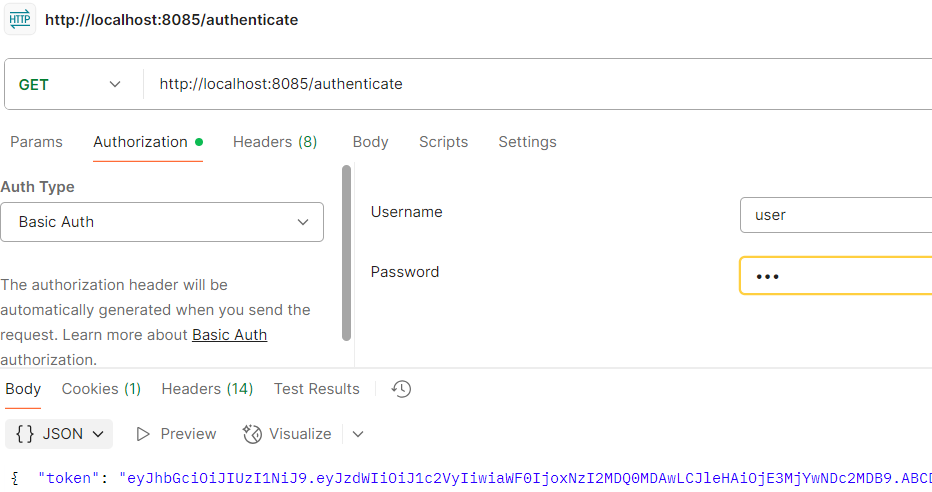 HTTP http://localhost:8085/authenticate
GET http://localhost:8085/authenticate
Params Authorization Headers (8) Body Scripts Settings
Auth Type
Basic Auth
The authorization header will be
automatically generated when you send the
request. Learn more about Basic Auth
authorization.
Username user
Password •••
Body Cookies (1) Headers (14) Test Results
{} JSON Preview Visualize
{ "token": "eyJhbGciOiJIUzI1NiJ9.eyJzdWIiOiJ1c2VyIiwiaWF0IjoxNzI2MDQ0MDAwLCJleHAiOjE3MjYwNDc2MDB9.ABCD